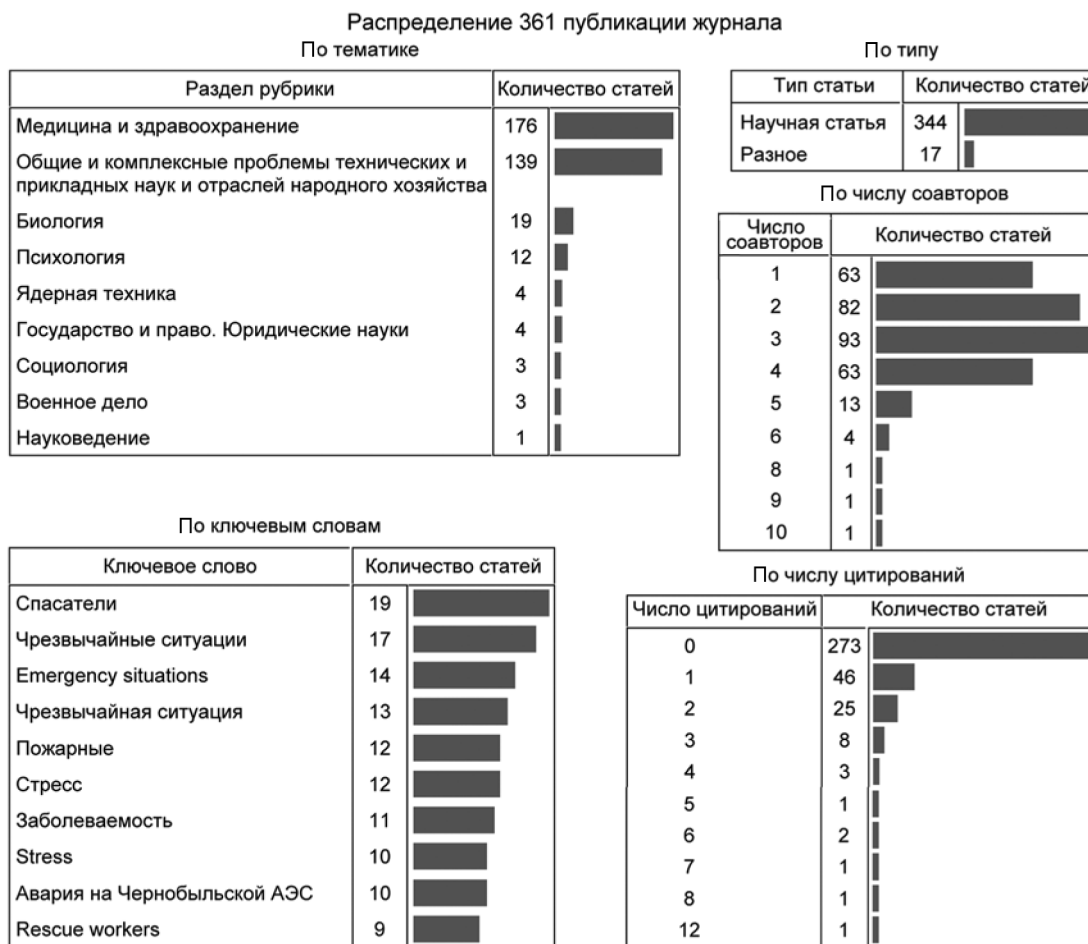 Распределение 361 публикации журнала
По тематике
Раздел рубрики Количество статей
Медицина и здравоохранение 176
Общие и комплексные проблемы технических и 139
прикладных наук и отраслей народного хозяйства
Биология 19
Психология 12
Ядерная техника 4
Государство и право. Юридические науки 4
Социология 3
Военное дело 3
Науковедение 1
По типу
Тип статьи Количество статей
Научная статья 344
Разное 17
По числу соавторов
Число
соавторов Количество статей
1 63
2 82
3 93
4 63
5 13
6 4
8 1
9 1
10 1
По ключевым словам
Ключевое слово Количество статей
Спасатели 19
Чрезвычайные ситуации 17
Emergency situations 14
Чрезвычайная ситуация 13
Пожарные 12
Стресс 12
Заболеваемость 11
Stress 10
Авария на Чернобыльской АЭС 10
Rescue workers 9
По числу цитирований
Число цитирований Количество статей
0 273
1 46
2 25
3 8
4 3
5 1
6 2
7 1
8 1
12 1